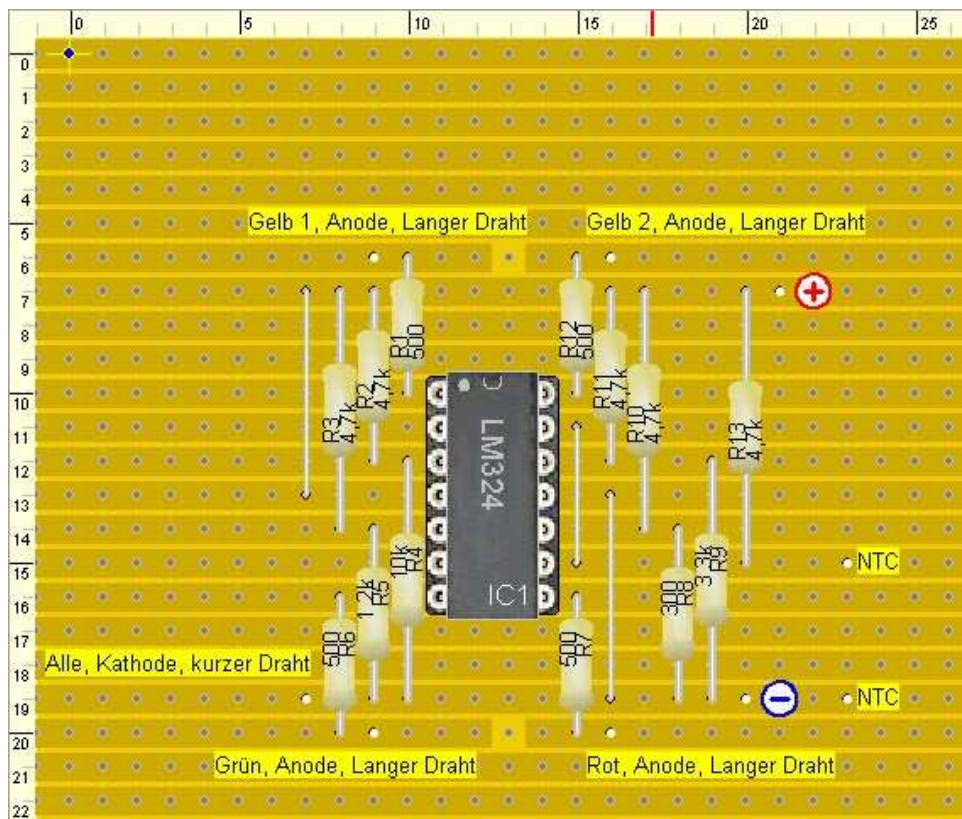 0 5 10 15 20 25
0
1
2
3
4
5
6
7
8
9
10
11
12
13
14
15
16
17
18
19
20
21
22
Gelb 1, Anode, Langer Draht
Gelb 2, Anode, Langer Draht
R1 500
R2 4,7k
R3 4,7k
R12 500
R11 4,7k
R10 4,7k
R13 4,7k
+
LM324
IC1
10k R4
1.2k R5
500 R6
500 R7
300 R8
3.3k R9
NTC
Alle, Kathode, kurzer Draht
−
NTC
Grün, Anode, Langer Draht
Rot, Anode, Langer Draht